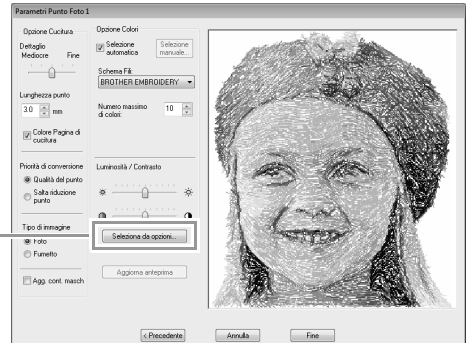 Parametri Punto Foto 1
Opzione Cucitura
Dettaglio
Mediocre Fine
Lunghezza punto
3.0 mm
Colore Pagina di
cucitura
Priorità di conversione
Qualità del punto
Salta riduzione
punto
Tipo di immagine
Foto
Fumetto
Agg. cont. masch
Opzione Colori
Selezione
automatica
Selezione
manuale...
Schema Fili:
BROTHER EMBROIDERY
Numero massimo
di colori:
10
Luminosità / Contrasto
Seleziona da opzioni...
Aggiorna anteprima
< Precedente
Annulla
Fine